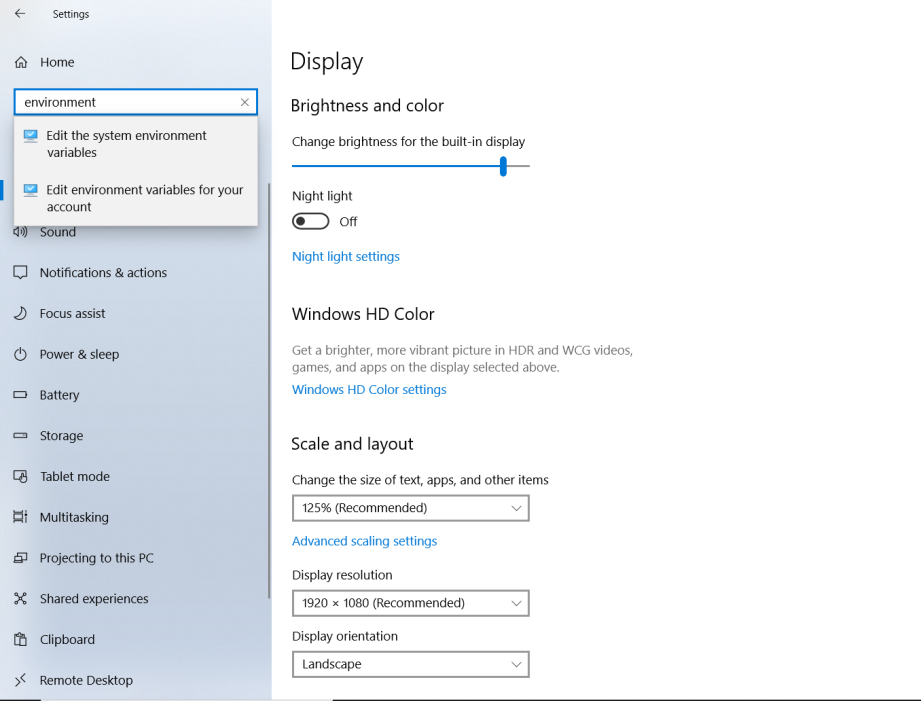 Settings
Home
environment
Edit the system environment
variables
Edit environment variables for your
account
Sound
Notifications & actions
Focus assist
Power & sleep
Battery
Storage
Tablet mode
Multitasking
Projecting to this PC
Shared experiences
Clipboard
Remote Desktop
Display
Brightness and color
Change brightness for the built-in display
Night light
Off
Night light settings
Windows HD Color
Get a brighter, more vibrant picture in HDR and WCG videos,
games, and apps on the display selected above.
Windows HD Color settings
Scale and layout
Change the size of text, apps, and other items
125% (Recommended)
Advanced scaling settings
Display resolution
1920 × 1080 (Recommended)
Display orientation
Landscape